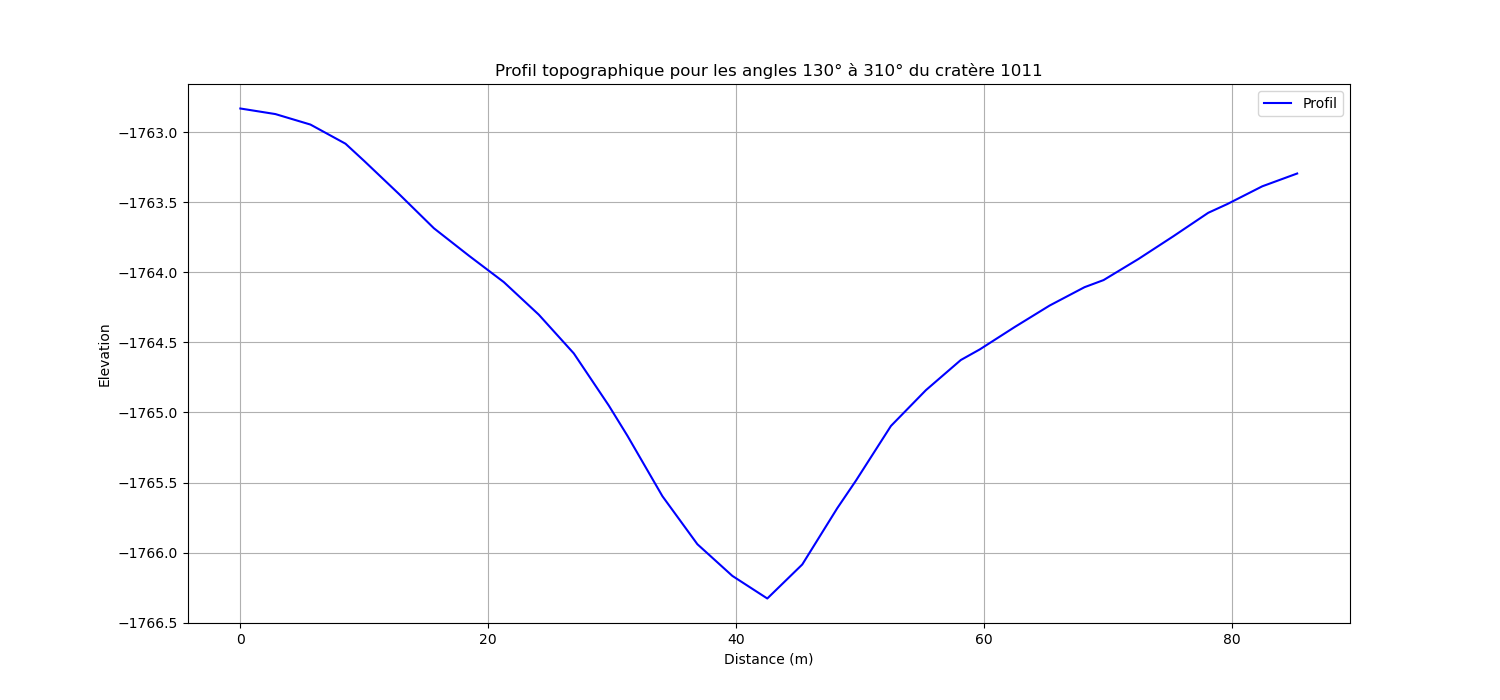 Profil topographique pour les angles 130° à 310° du cratère 1011
Profil
−1763.0
−1763.5
−1764.0
−1764.5
−1765.0
−1765.5
−1766.0
−1766.5
Elevation
0 20 40 60 80
Distance (m)